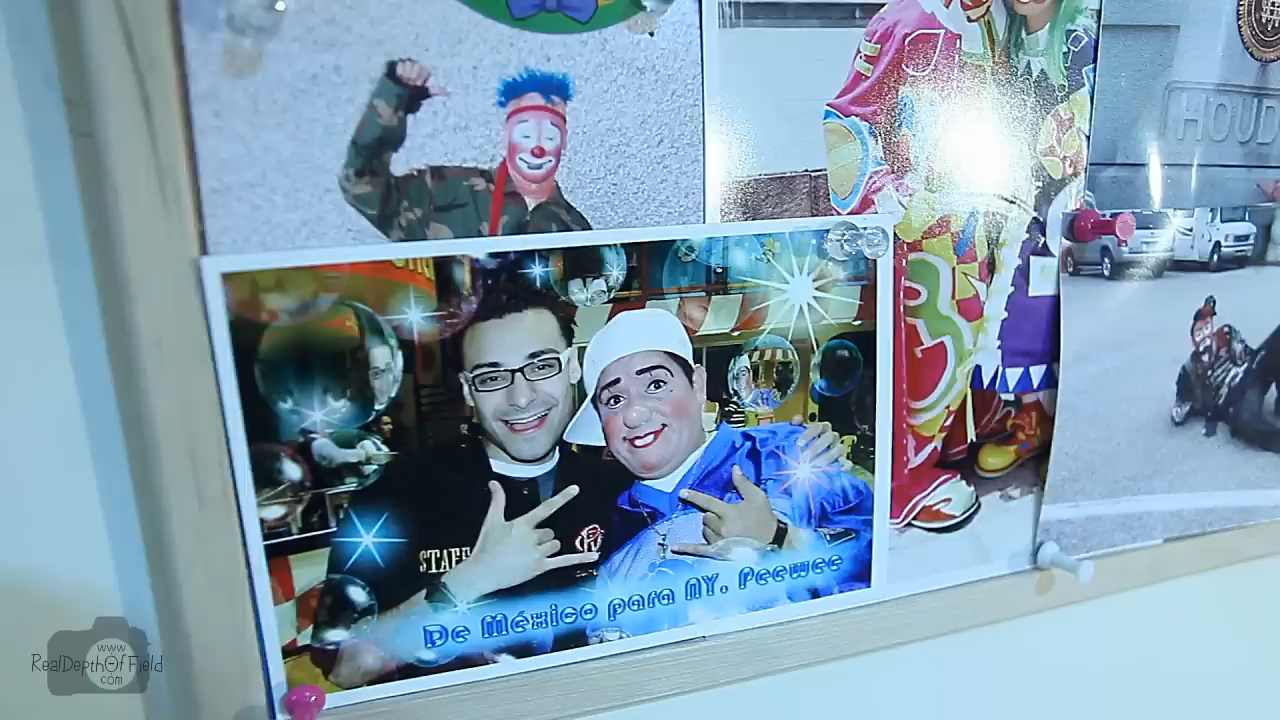 HOUD
STAFF
De México para NY. Peewee
www
RealDepthOfField
.com